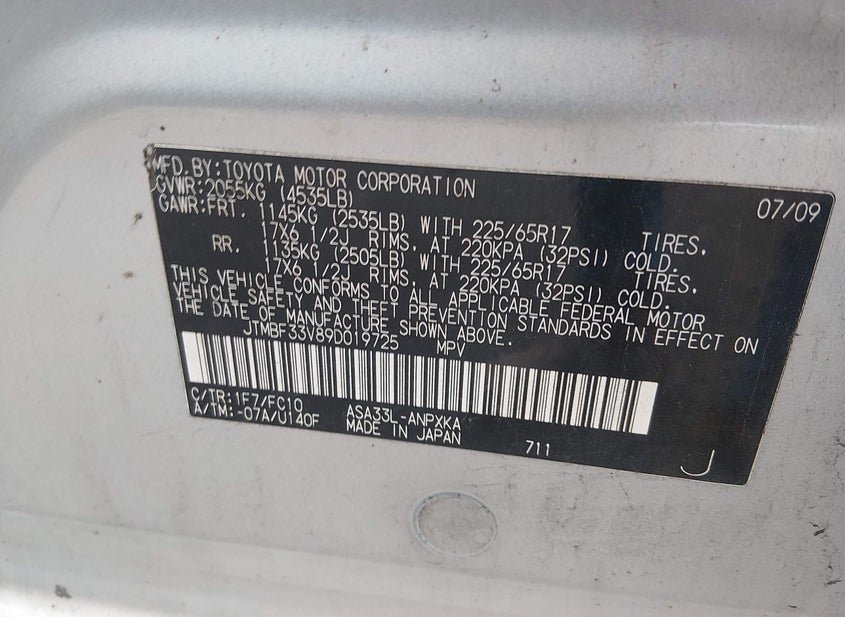 MFD. BY: TOYOTA MOTOR CORPORATION 07/09
GVWR: 2055KG (4535LB)
GAWR: FRT. 1145KG (2535LB) WITH 225/65R17 TIRES.
17X6 1/2J RIMS, AT 220KPA (32PSI) COLD.
RR. 1135KG (2505LB) WITH 225/65R17 TIRES.
17X6 1/2J RIMS, AT 220KPA (32PSI) COLD.
THIS VEHICLE CONFORMS TO ALL APPLICABLE FEDERAL MOTOR
VEHICLE SAFETY AND THEFT PREVENTION STANDARDS IN EFFECT ON
THE DATE OF MANUFACTURE SHOWN ABOVE.
JTMBF33V89D019725 MPV
C/TR: 1F7/FC10 ASA33L-ANPXKA
A/TM: -07A/U140F MADE IN JAPAN 711 J